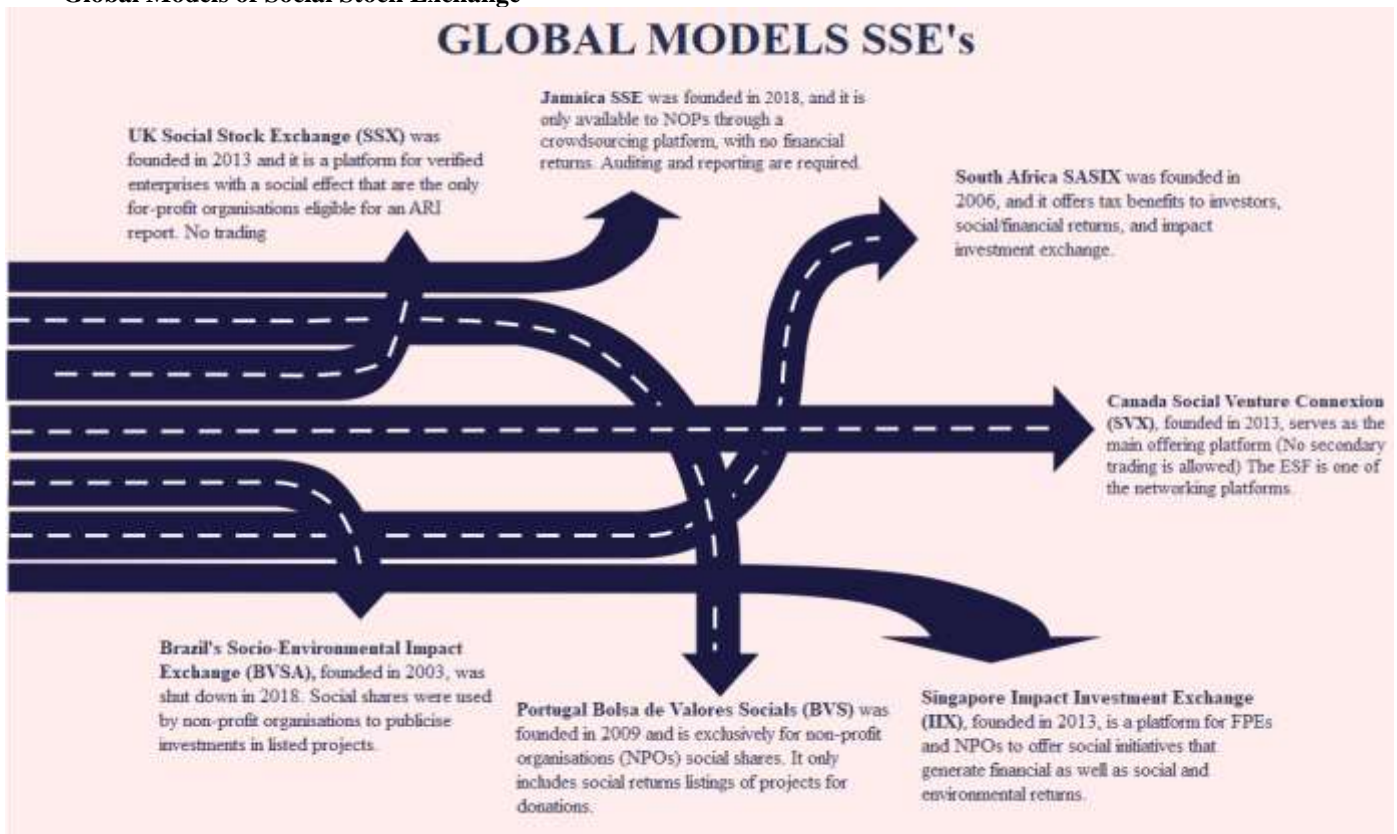 Global Models of Social Stock Exchange
GLOBAL MODELS SSE's
Jamaica SSE was founded in 2018, and it is
only available to NOPs through a
crowdsourcing platform, with no financial
returns. Auditing and reporting are required.
UK Social Stock Exchange (SSX) was
founded in 2013 and it is a platform for verified
enterprises with a social effect that are the only
for-profit organisations eligible for an ARI
report. No trading
South Africa SASIX was founded in
2006, and it offers tax benefits to investors,
social/financial returns, and impact
investment exchange.
Canada Social Venture Connexion
(SVX), founded in 2013, serves as the
main offering platform (No secondary
trading is allowed) The ESF is one of
the networking platforms.
Brazil's Socio-Environmental Impact
Exchange (BVSA), founded in 2003, was
shut down in 2018. Social shares were used
by non-profit organisations to publicise
investments in listed projects.
Portugal Bolsa de Valores Socials (BVS) was
founded in 2009 and is exclusively for non-profit
organisations (NPOs) social shares. It only
includes social returns listings of projects for
donations.
Singapore Impact Investment Exchange
(IIX), founded in 2013, is a platform for FPEs
and NPOs to offer social initiatives that
generate financial as well as social and
environmental returns.